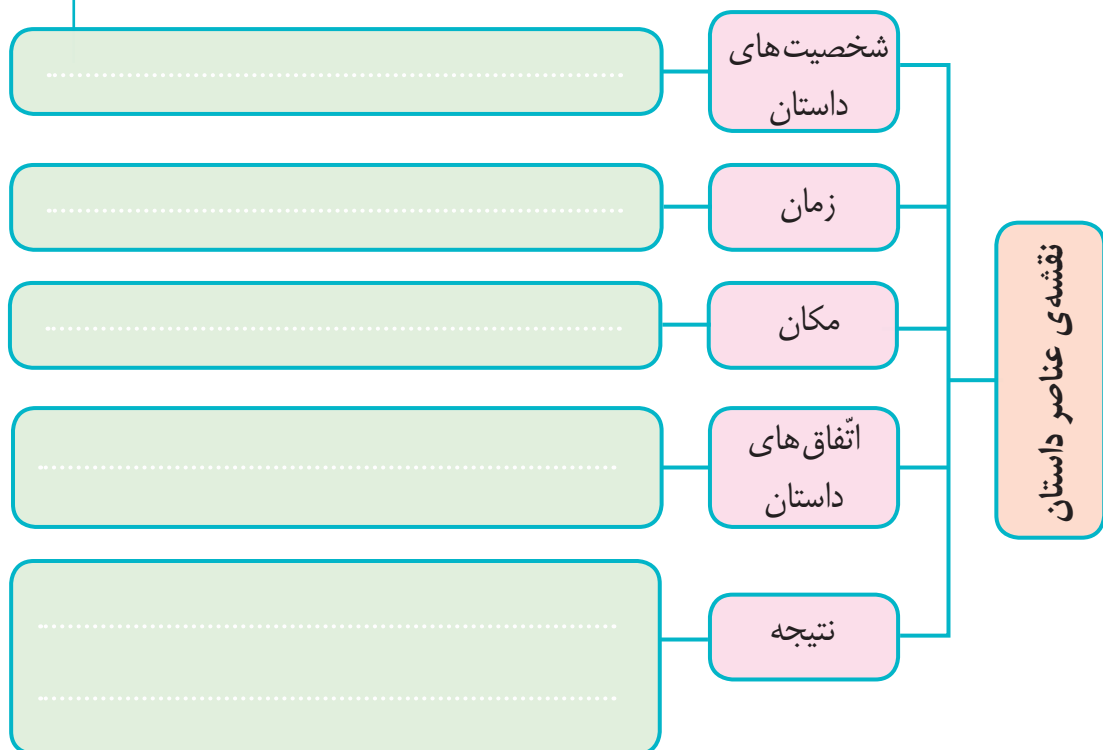 نقشه‌ی عناصر داستان
شخصیت‌های
داستان
زمان
مکان
اتّفاق‌های
داستان
نتیجه